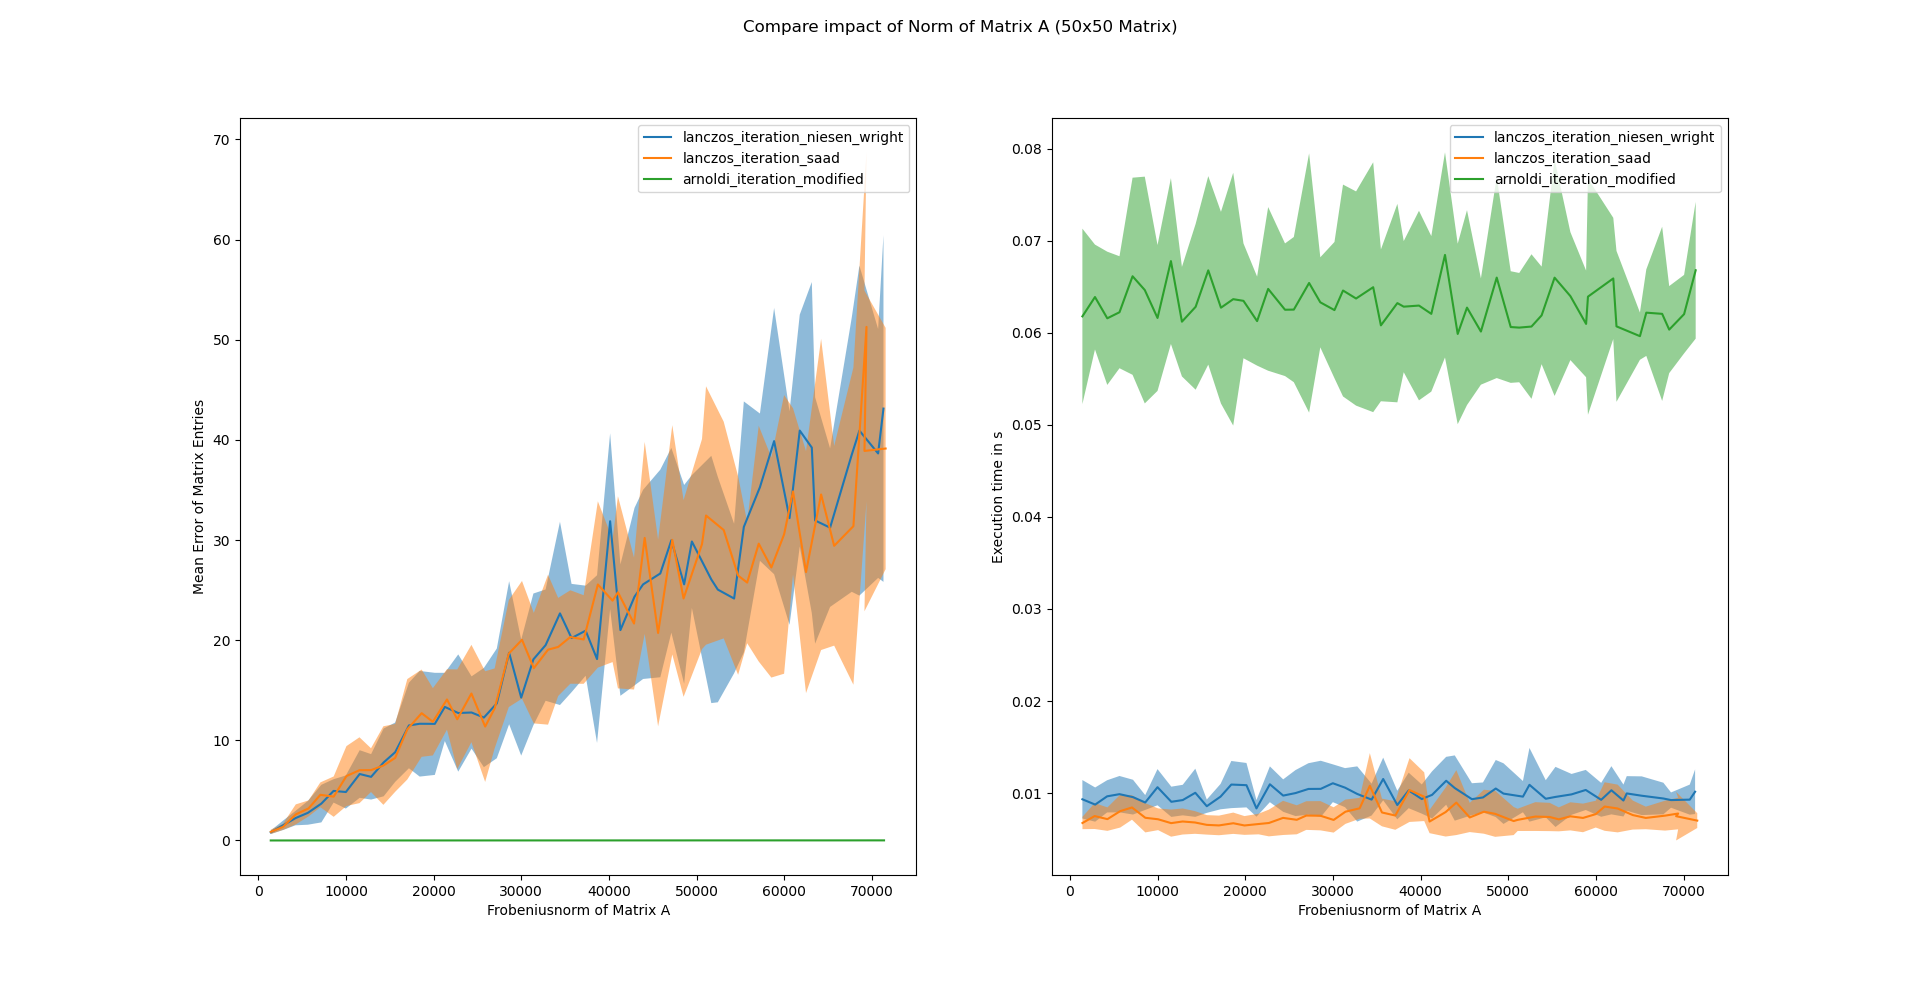 Compare impact of Norm of Matrix A (50x50 Matrix)
Mean Error of Matrix Entries
70
60
50
40
30
20
10
0
lanczos_iteration_niesen_wright
lanczos_iteration_saad
arnoldi_iteration_modified
0 10000 20000 30000 40000 50000 60000 70000
Frobeniusnorm of Matrix A
Execution time in s
0.08
0.07
0.06
0.05
0.04
0.03
0.02
0.01
lanczos_iteration_niesen_wright
lanczos_iteration_saad
arnoldi_iteration_modified
0 10000 20000 30000 40000 50000 60000 70000
Frobeniusnorm of Matrix A